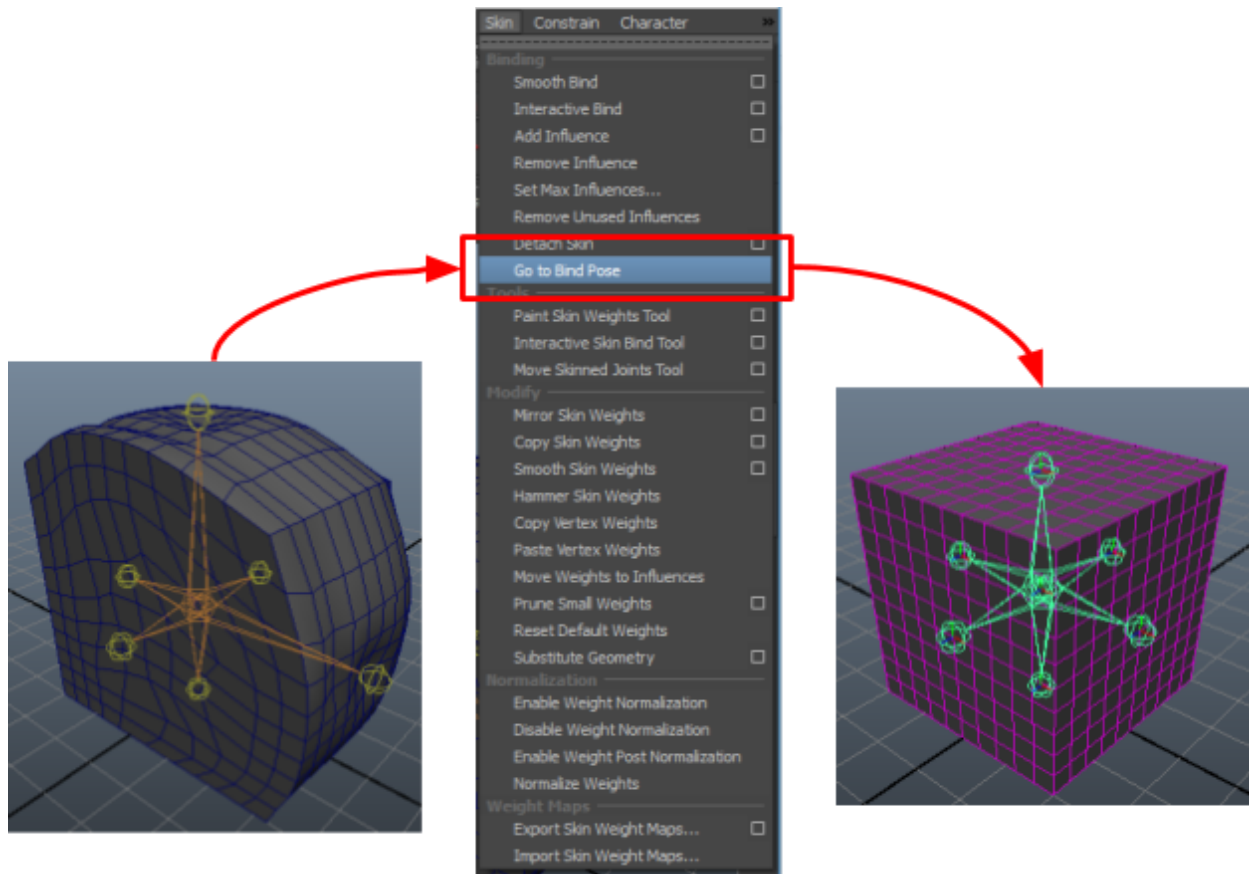 Skin Constrain Character »
Binding
Smooth Bind
Interactive Bind
Add Influence
Remove Influence
Set Max Influences...
Remove Unused Influences
Detach Skin
Go to Bind Pose
Tools
Paint Skin Weights Tool
Interactive Skin Bind Tool
Move Skinned Joints Tool
Modify
Mirror Skin Weights
Copy Skin Weights
Smooth Skin Weights
Hammer Skin Weights
Copy Vertex Weights
Paste Vertex Weights
Move Weights to Influences
Prune Small Weights
Reset Default Weights
Substitute Geometry
Normalization
Enable Weight Normalization
Disable Weight Normalization
Enable Weight Post Normalization
Normalize Weights
Weight Maps
Export Skin Weight Maps...
Import Skin Weight Maps...